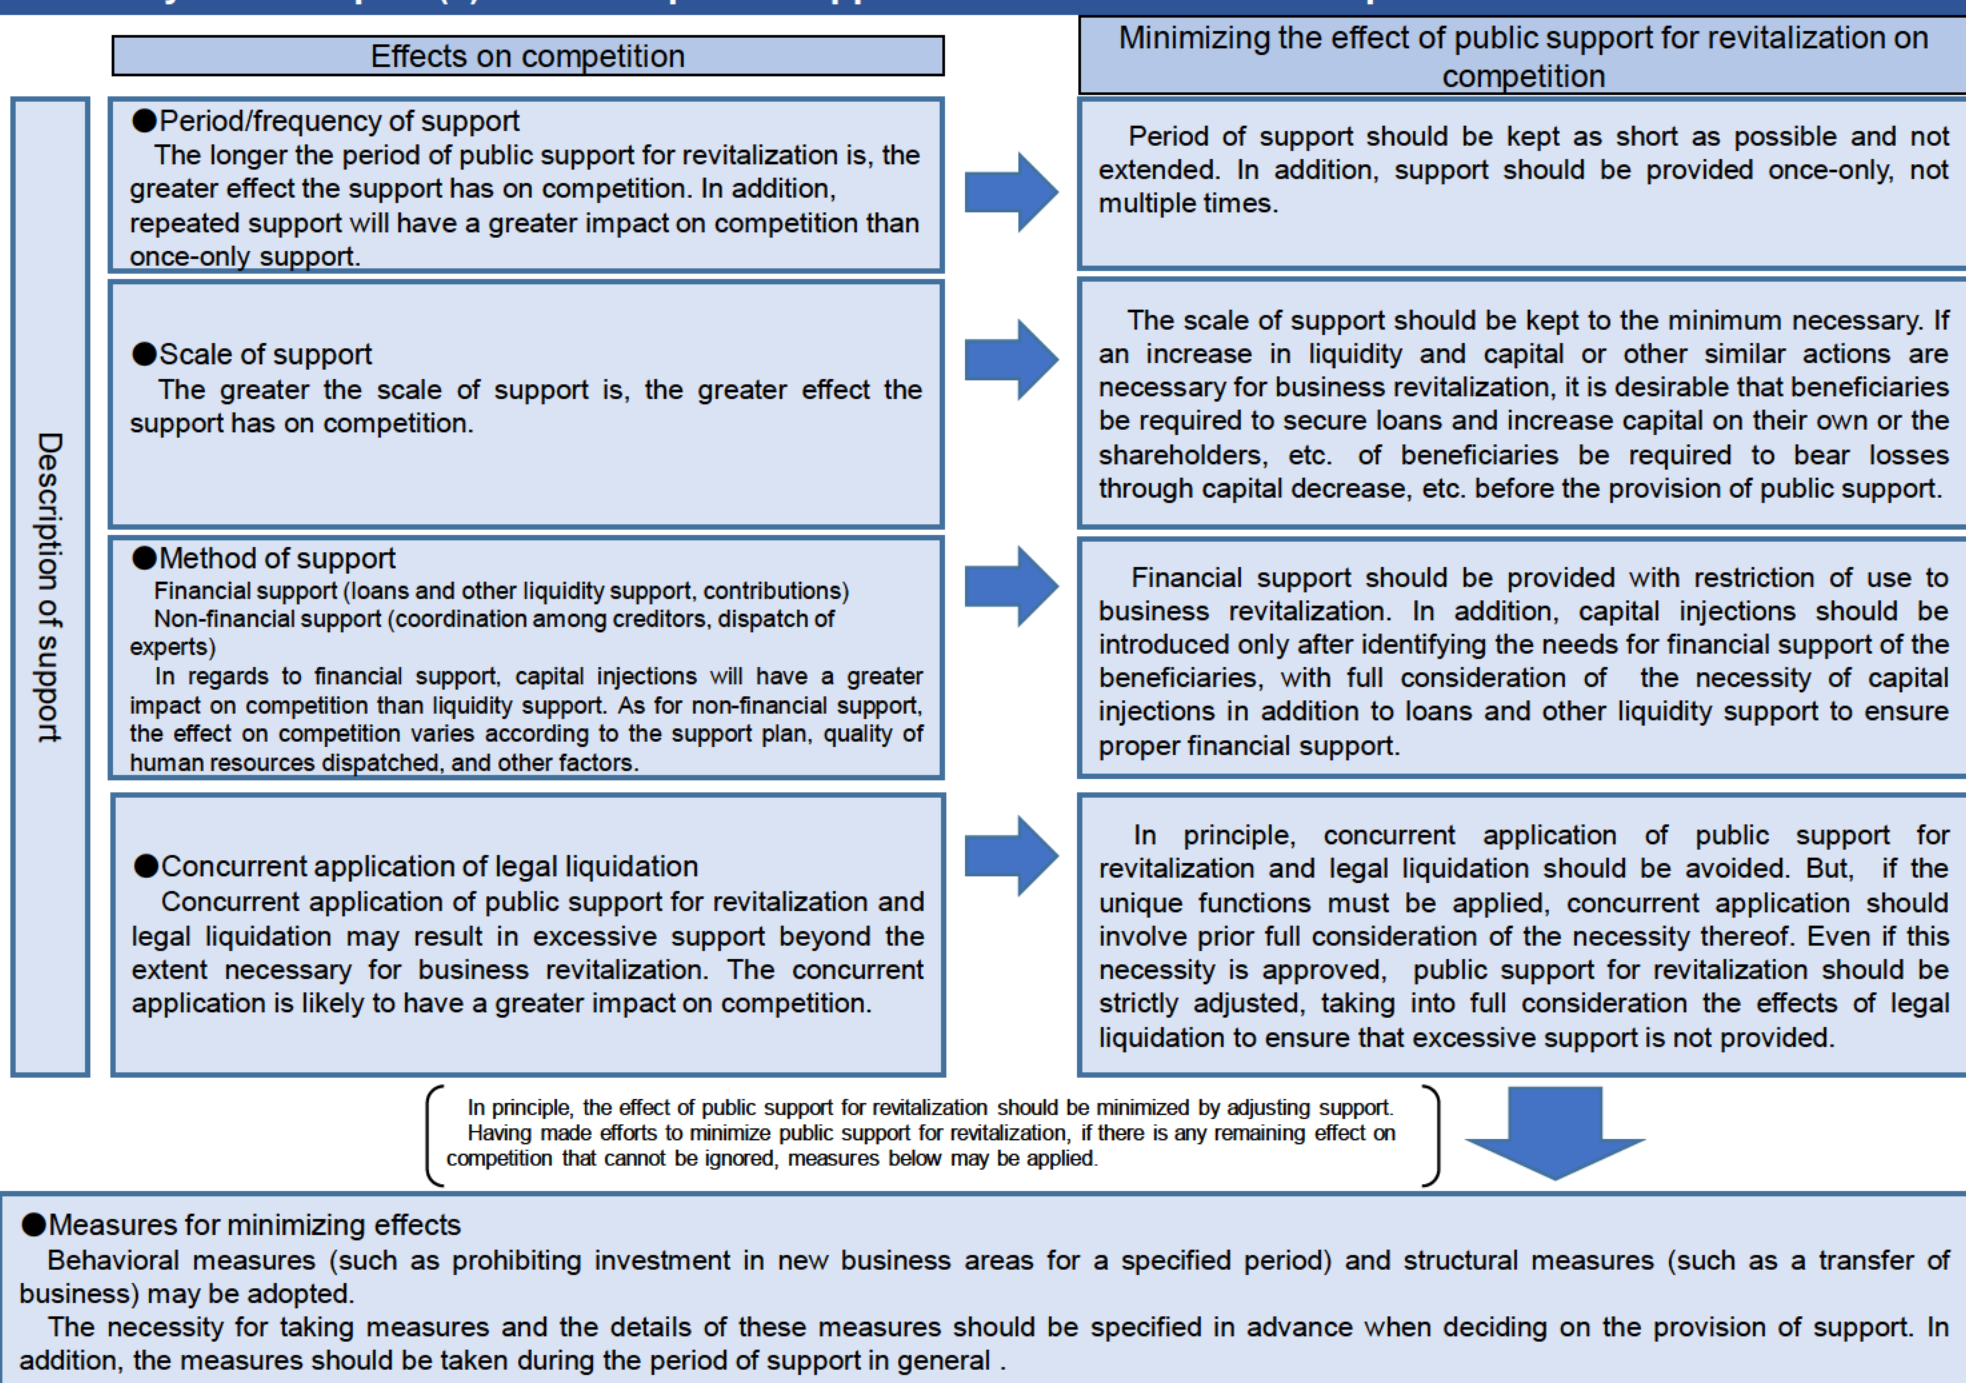 Effects on competition
Minimizing the effect of public support for revitalization on
competition
Description of support
●Period/frequency of support
The longer the period of public support for revitalization is, the
greater effect the support has on competition. In addition,
repeated support will have a greater impact on competition than
once-only support.
Period of support should be kept as short as possible and not
extended. In addition, support should be provided once-only, not
multiple times.
●Scale of support
The greater the scale of support is, the greater effect the
support has on competition.
The scale of support should be kept to the minimum necessary. If
an increase in liquidity and capital or other similar actions are
necessary for business revitalization, it is desirable that beneficiaries
be required to secure loans and increase capital on their own or the
shareholders, etc. of beneficiaries be required to bear losses
through capital decrease, etc. before the provision of public support.
●Method of support
Financial support (loans and other liquidity support, contributions)
Non-financial support (coordination among creditors, dispatch of
experts)
In regards to financial support, capital injections will have a greater
impact on competition than liquidity support. As for non-financial support,
the effect on competition varies according to the support plan, quality of
human resources dispatched, and other factors.
Financial support should be provided with restriction of use to
business revitalization. In addition, capital injections should be
introduced only after identifying the needs for financial support of the
beneficiaries, with full consideration of the necessity of capital
injections in addition to loans and other liquidity support to ensure
proper financial support.
●Concurrent application of legal liquidation
Concurrent application of public support for revitalization and
legal liquidation may result in excessive support beyond the
extent necessary for business revitalization. The concurrent
application is likely to have a greater impact on competition.
In principle, concurrent application of public support for
revitalization and legal liquidation should be avoided. But, if the
unique functions must be applied, concurrent application should
involve prior full consideration of the necessity thereof. Even if this
necessity is approved, public support for revitalization should be
strictly adjusted, taking into full consideration the effects of legal
liquidation to ensure that excessive support is not provided.
In principle, the effect of public support for revitalization should be minimized by adjusting support.
Having made efforts to minimize public support for revitalization, if there is any remaining effect on
competition that cannot be ignored, measures below may be applied.
●Measures for minimizing effects
Behavioral measures (such as prohibiting investment in new business areas for a specified period) and structural measures (such as a transfer of
business) may be adopted.
The necessity for taking measures and the details of these measures should be specified in advance when deciding on the provision of support. In
addition, the measures should be taken during the period of support in general .